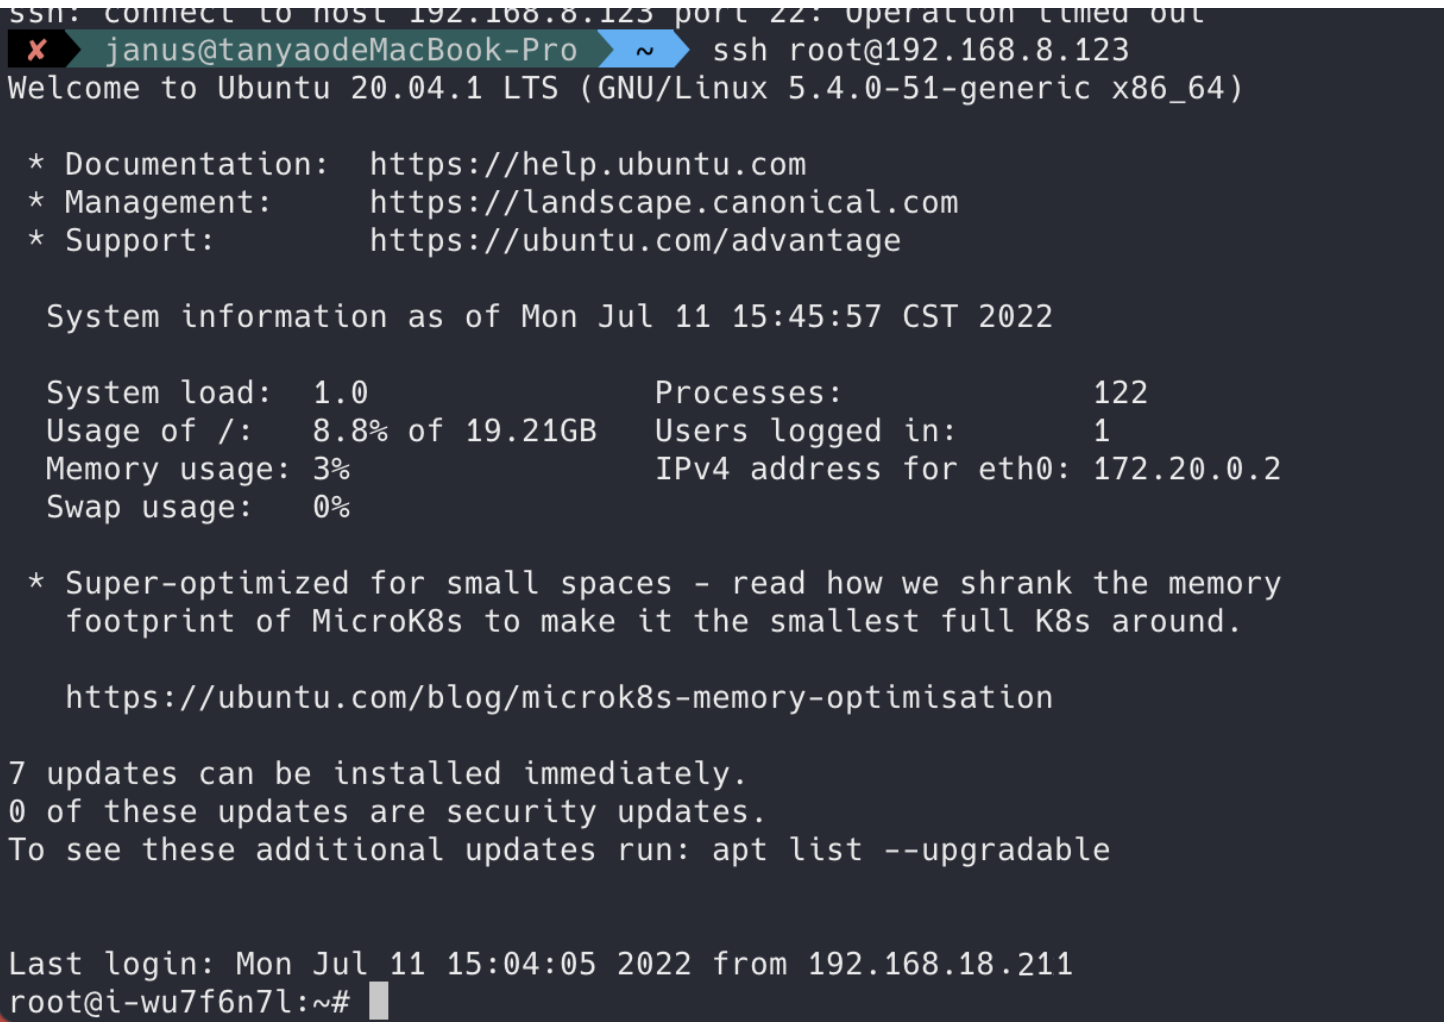 ssh: connect to host 192.168.8.123 port 22: Operation timed out
✘ janus@tanyaodeMacBook-Pro ~ ssh root@192.168.8.123
Welcome to Ubuntu 20.04.1 LTS (GNU/Linux 5.4.0-51-generic x86_64)
* Documentation: https://help.ubuntu.com
* Management: https://landscape.canonical.com
* Support: https://ubuntu.com/advantage
System information as of Mon Jul 11 15:45:57 CST 2022
System load: 1.0 Processes: 122
Usage of /: 8.8% of 19.21GB Users logged in: 1
Memory usage: 3% IPv4 address for eth0: 172.20.0.2
Swap usage: 0%
* Super-optimized for small spaces - read how we shrank the memory
footprint of MicroK8s to make it the smallest full K8s around.
https://ubuntu.com/blog/microk8s-memory-optimisation
7 updates can be installed immediately.
0 of these updates are security updates.
To see these additional updates run: apt list --upgradable
Last login: Mon Jul 11 15:04:05 2022 from 192.168.18.211
root@i-wu7f6n7l:~#